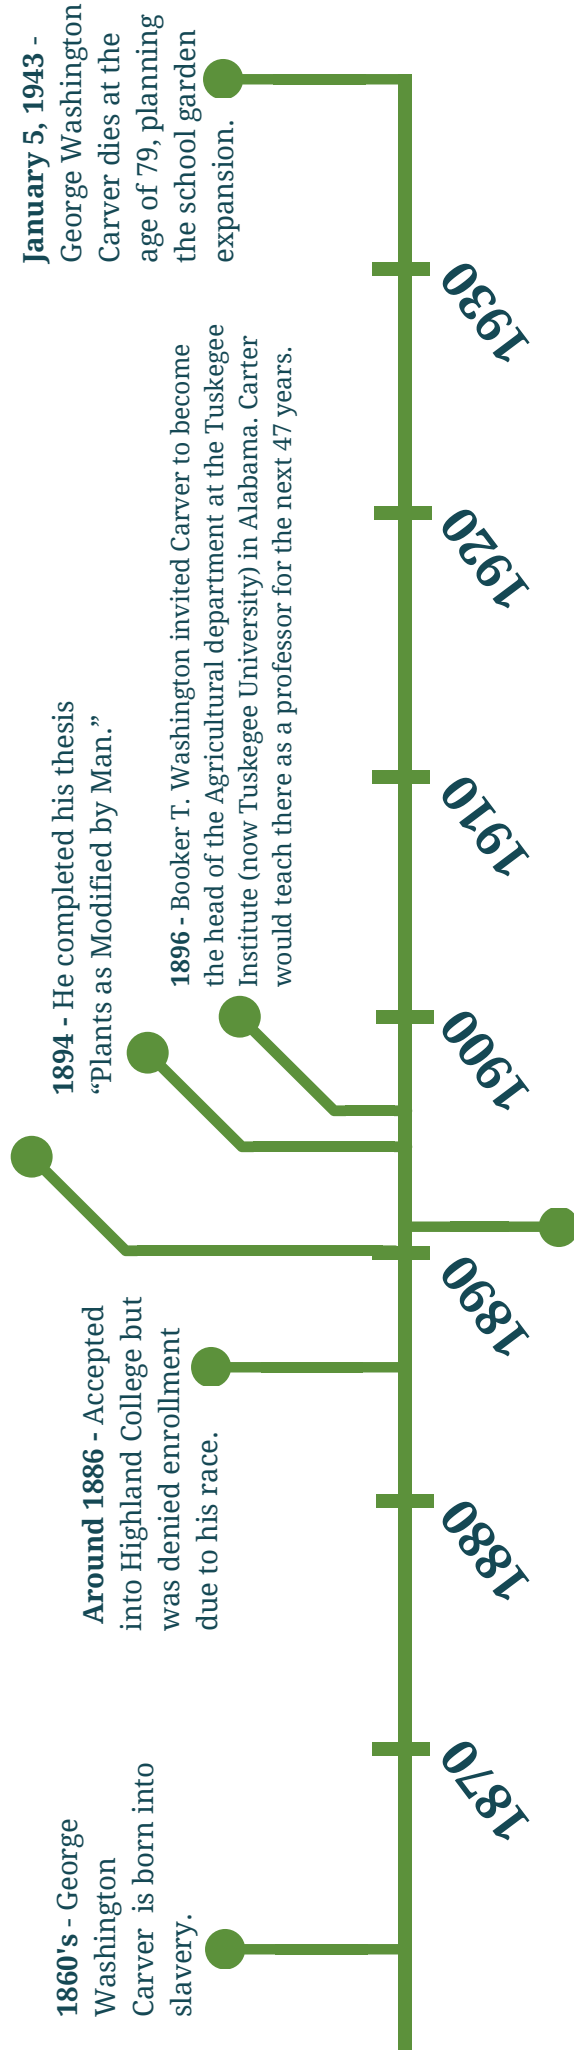 1860's - George
Washington
Carver is born into
slavery.
Around 1886 - Accepted
into Highland College but
was denied enrollment
due to his race.
1894 - He completed his thesis
“Plants as Modified by Man.”
1896 - Booker T. Washington invited Carver to become
the head of the Agricultural department at the Tuskegee
Institute (now Tuskegee University) in Alabama. Carter
would teach there as a professor for the next 47 years.
January 5, 1943 -
George Washington
Carver dies at the
age of 79, planning
the school garden
expansion.
1870
1880
1890
1900
1910
1920
1930